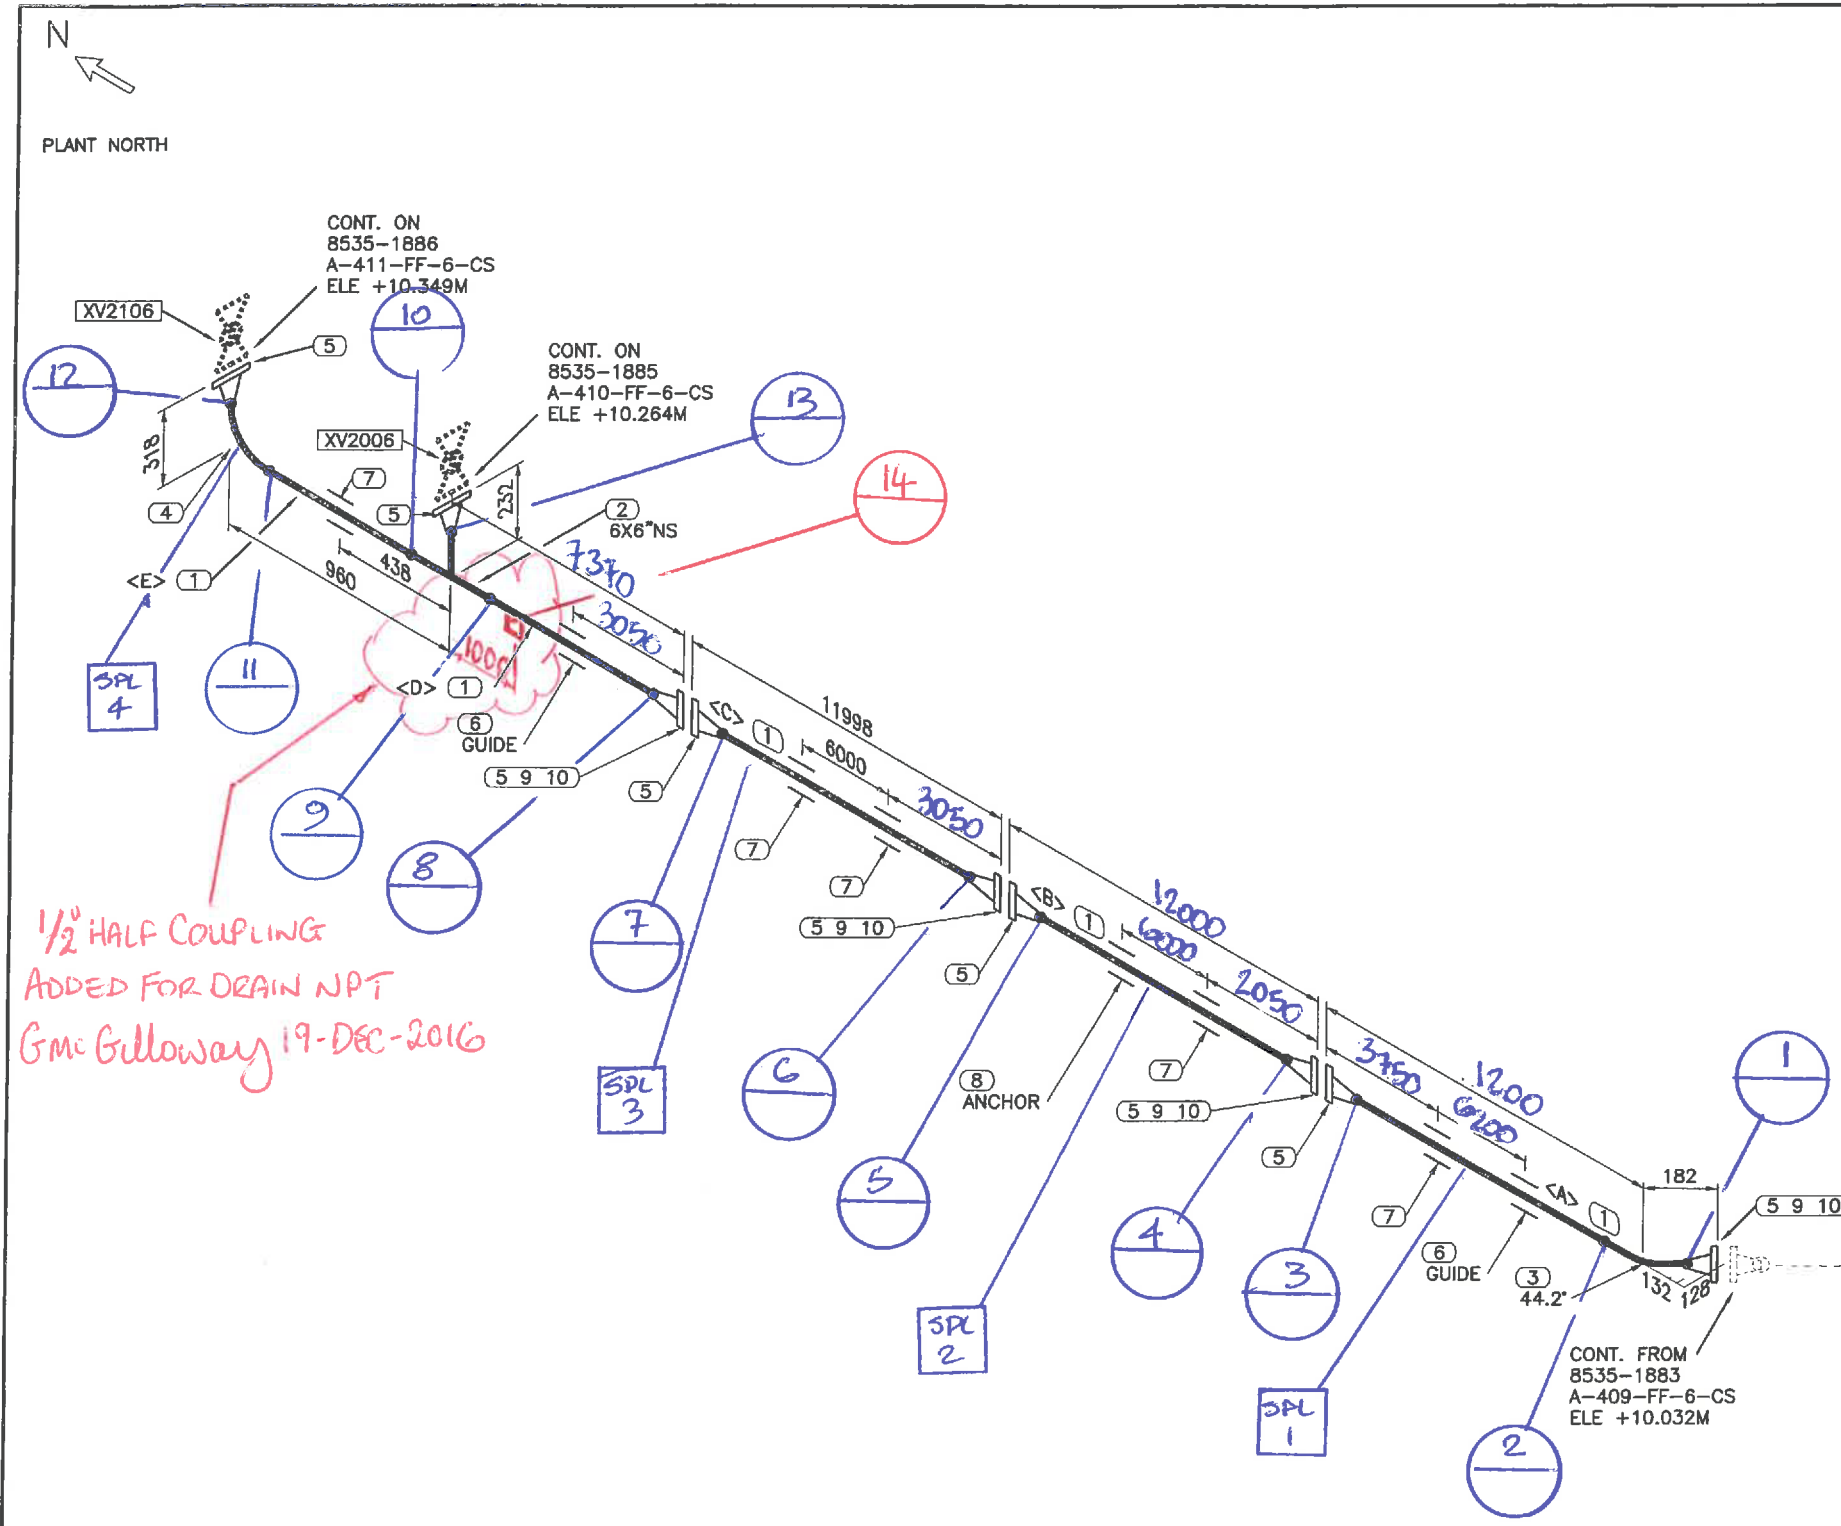 N
PLANT NORTH
CONT. ON
8535-1886
A-411-FF-6-CS
ELE +10.349M
XV2106
5
10
12
CONT. ON
8535-1885
A-410-FF-6-CS
ELE +10.264M
13
XV2006
318
7
5
232
2
6X6"NS
14
4
438
960
7370
3050
<E> 1
1000
SPL
4
11
<D> 1
6
GUIDE
<C> 1
11998
6000
3050
5 9 10
5
9
8
7
7
7
<B> 1
12000
6000
2050
5 9 10
5
1/2" HALF COUPLING
ADDED FOR DRAIN NPT
GMcGilloway 19-DEC-2016
SPL
3
6
8
ANCHOR
7
5 9 10
5
3750
1200
6200
1
182
5 9 10
5
4
3
7
<A> 1
6
GUIDE
3
44.2°
132
128
SPL
2
SPL
1
2
CONT. FROM
8535-1883
A-409-FF-6-CS
ELE +10.032M